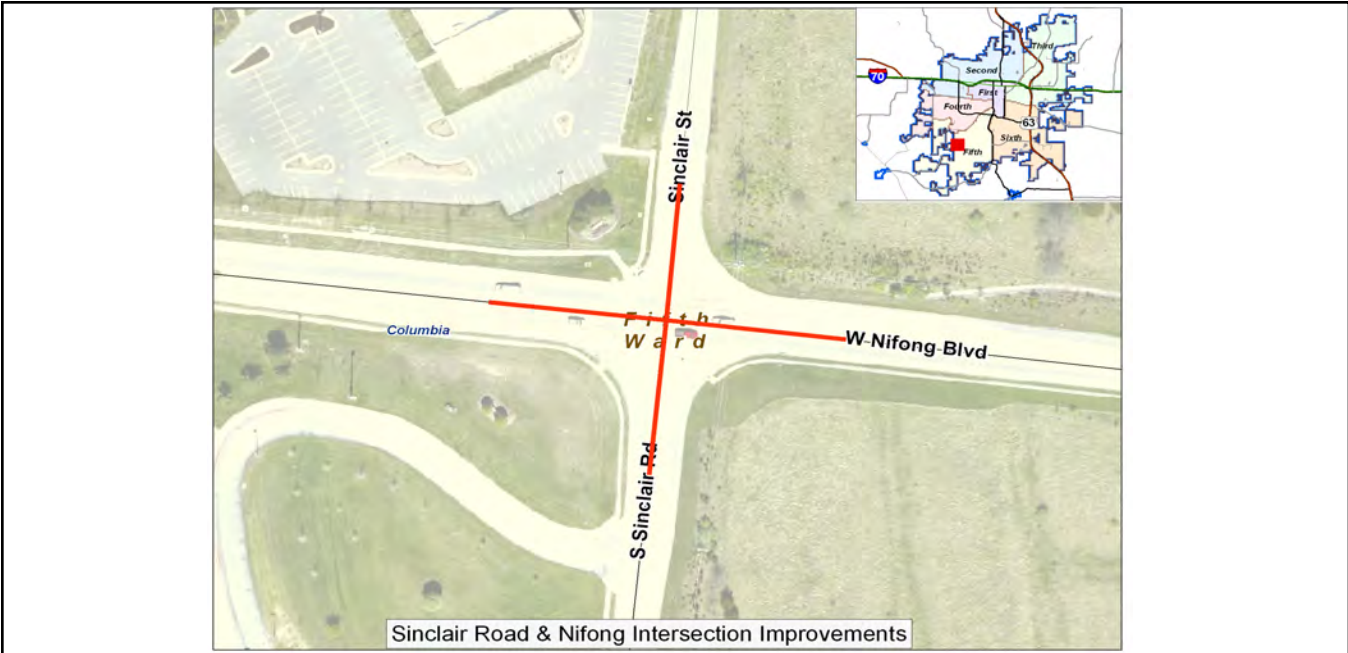 Third
Second
70
First
Fourth
63
Sixth
Fifth
Sinclair St
Fifth
Ward
Columbia
W Nifong Blvd
S Sinclair Rd
Sinclair Road & Nifong Intersection Improvements